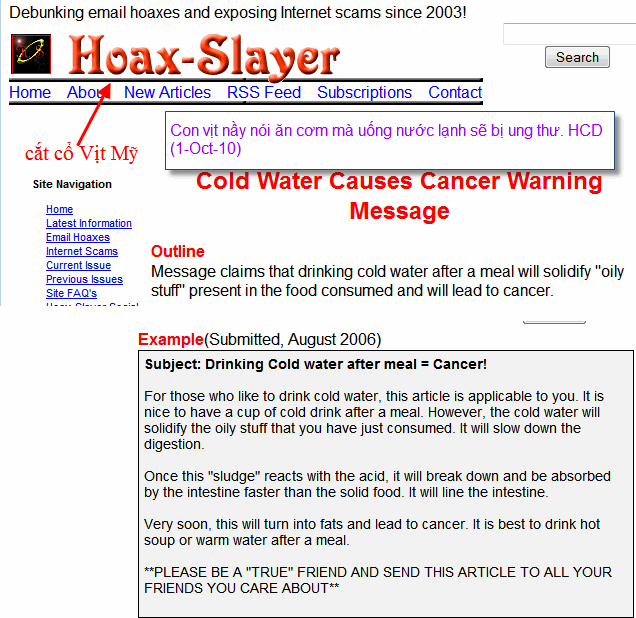 Debunking email hoaxes and exposing Internet scams since 2003!
Hoax-Slayer
Search
Home About New Articles RSS Feed Subscriptions Contact
cắt cổ Vịt Mỹ
Con vịt nầy nói ăn cơm mà uống nước lạnh sẽ bị ung thư. HCD
(1-Oct-10)
Site Navigation
Home
Latest Information
Email Hoaxes
Internet Scams
Current Issue
Previous Issues
Site FAQ's
Hoax-Slayer Social
Cold Water Causes Cancer Warning
Message
Outline
Message claims that drinking cold water after a meal will solidify "oily
stuff" present in the food consumed and will lead to cancer.
Example(Submitted, August 2006)
Subject: Drinking Cold water after meal = Cancer!
For those who like to drink cold water, this article is applicable to you. It is
nice to have a cup of cold drink after a meal. However, the cold water will
solidify the oily stuff that you have just consumed. It will slow down the
digestion.
Once this "sludge" reacts with the acid, it will break down and be absorbed
by the intestine faster than the solid food. It will line the intestine.
Very soon, this will turn into fats and lead to cancer. It is best to drink hot
soup or warm water after a meal.
**PLEASE BE A "TRUE" FRIEND AND SEND THIS ARTICLE TO ALL YOUR
FRIENDS YOU CARE ABOUT**